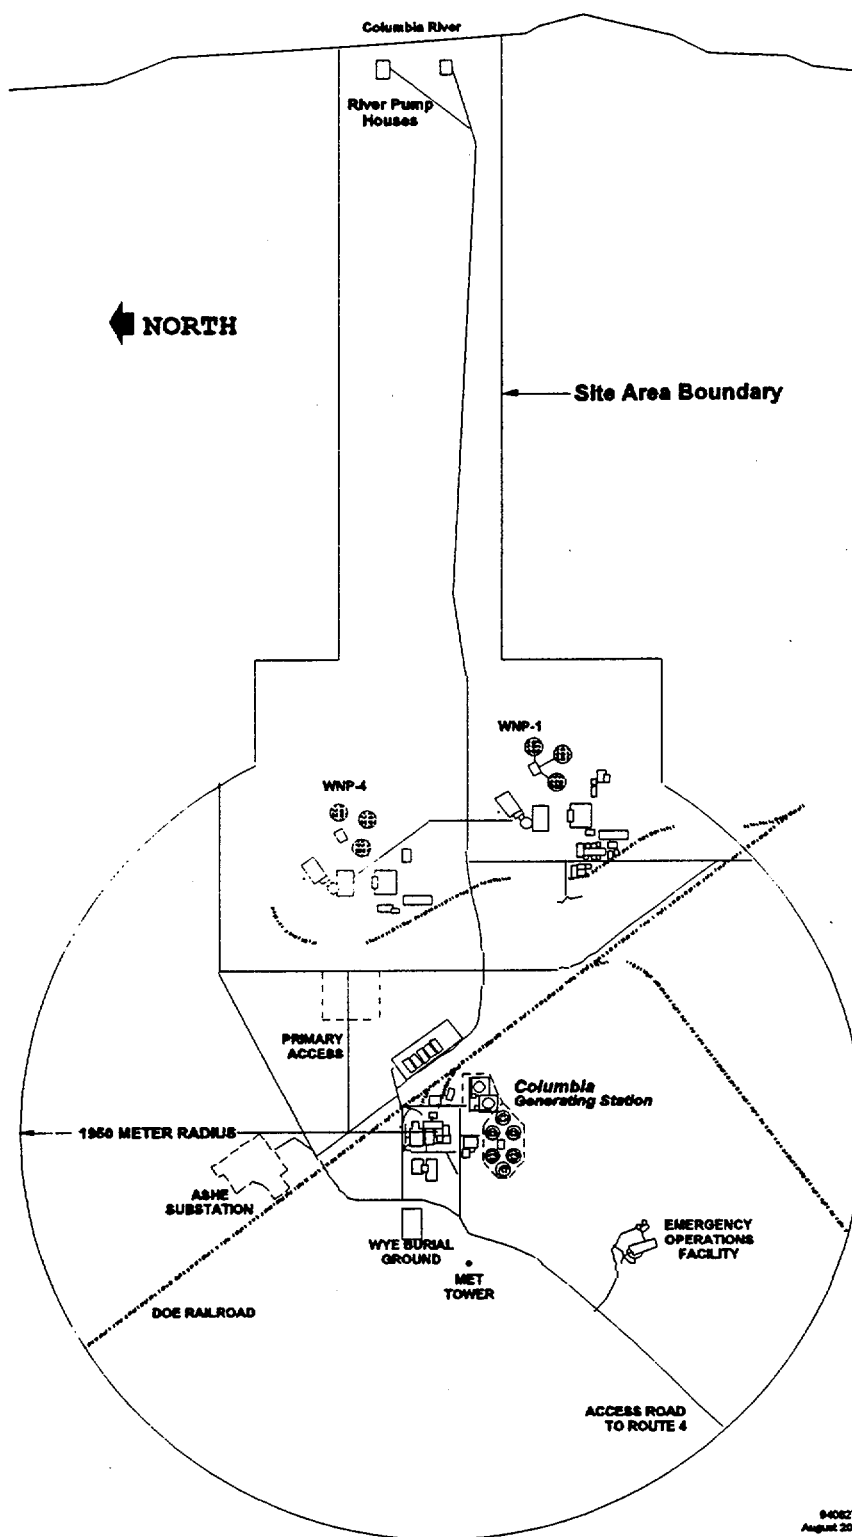 Columbia River
River Pump
Houses
NORTH
Site Area Boundary
WNP-1
WNP-4
PRIMARY
ACCESS
Columbia
Generating Station
1950 METER RADIUS
ASHE
SUBSTATION
WYE BURIAL
GROUND
MET
TOWER
EMERGENCY
OPERATIONS
FACILITY
DOE RAILROAD
ACCESS ROAD
TO ROUTE 4
August 20